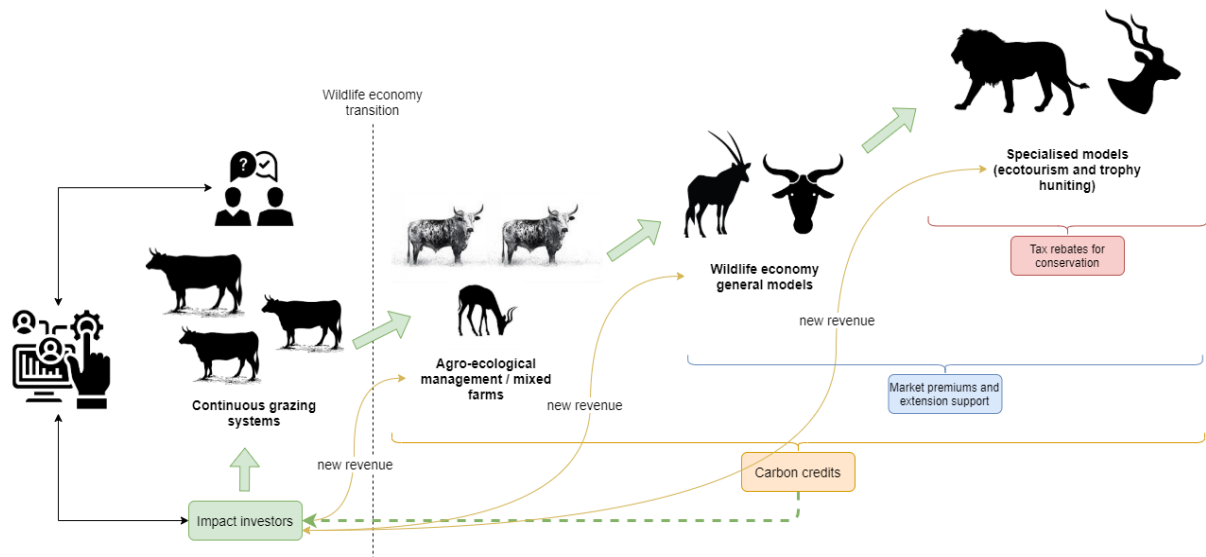 Wildlife economy
transition
Specialised models
(ecotourism and trophy
huniting)
Tax rebates for
conservation
Wildlife economy
general models
new revenue
Agro-ecological
management / mixed
farms
Market premiums and
extension support
Continuous grazing
systems
new revenue
new revenue
Carbon credits
Impact investors
?